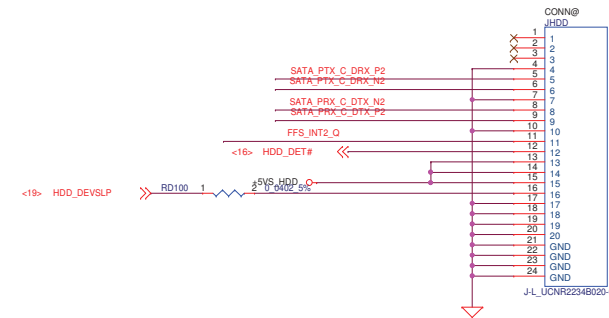 CONN@
JHDD
1 1
2 2
3 3
4 4
SATA_PTX_C_DRX_P2 5 5
SATA_PTX_C_DRX_N2 6 6
7 7
SATA_PRX_C_DTX_N2 8 8
SATA_PRX_C_DTX_P2 9 9
10 10
FFS_INT2_Q 11 11
<16> HDD_DET# 12 12
13 13
14 14
+5VS_HDD 15 15
<19> HDD_DEVSLP RD100 1 2 0_0402_5% 16 16
17 17
18 18
19 19
20 20
21 GND
22 GND
23 GND
24 GND
J-L_UCNR2234B020-